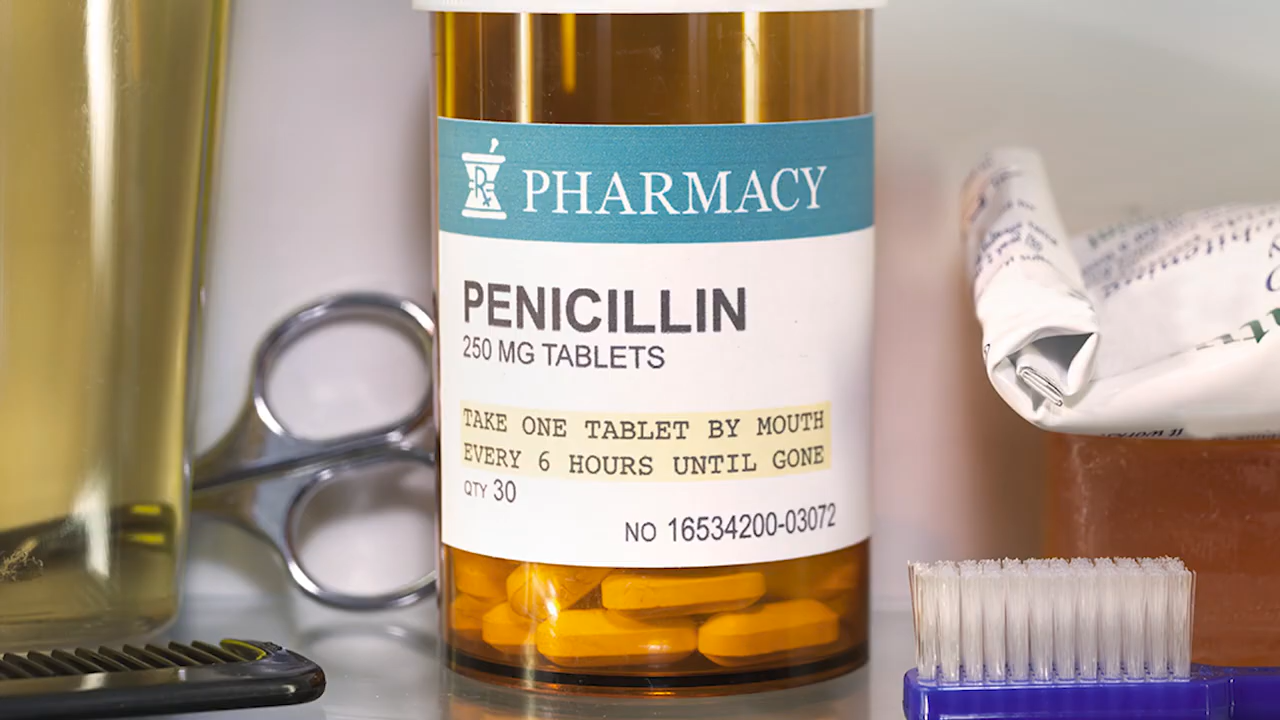 Rx PHARMACY
PENICILLIN
250 MG TABLETS
TAKE ONE TABLET BY MOUTH
EVERY 6 HOURS UNTIL GONE
QTY 30
NO 16534200-03072